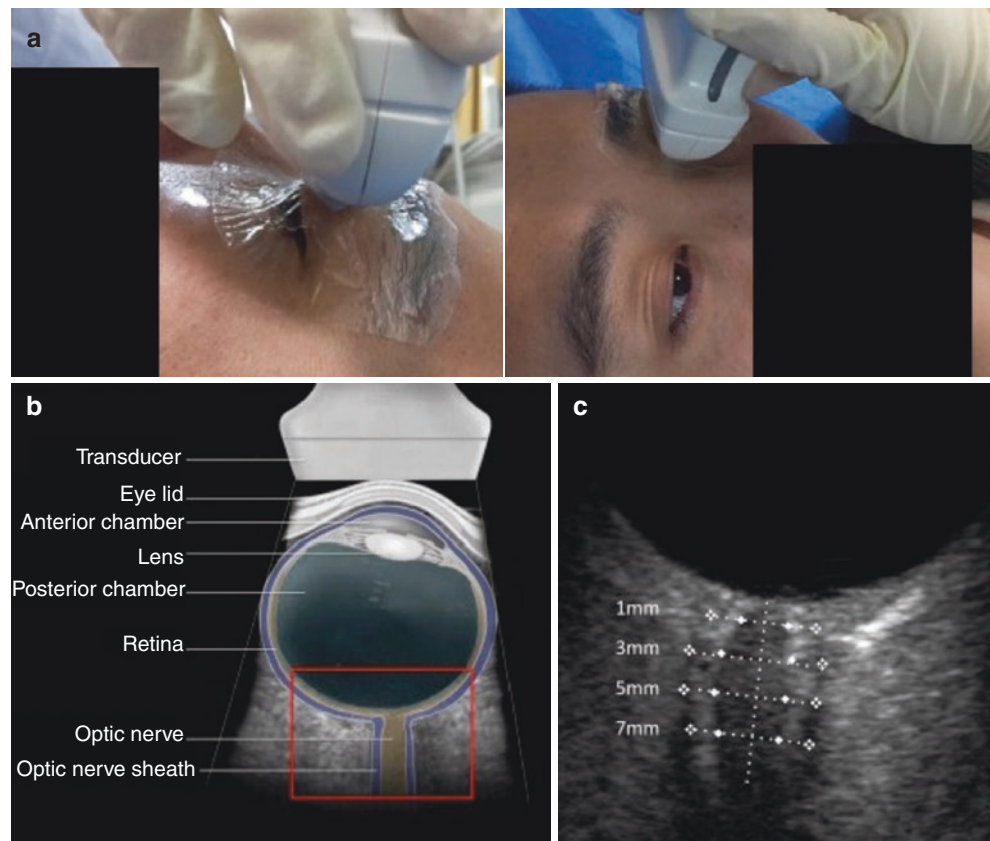 a
b
Transducer
Eye lid
Anterior chamber
Lens
Posterior chamber
Retina
Optic nerve
Optic nerve sheath
c
1mm
3mm
5mm
7mm